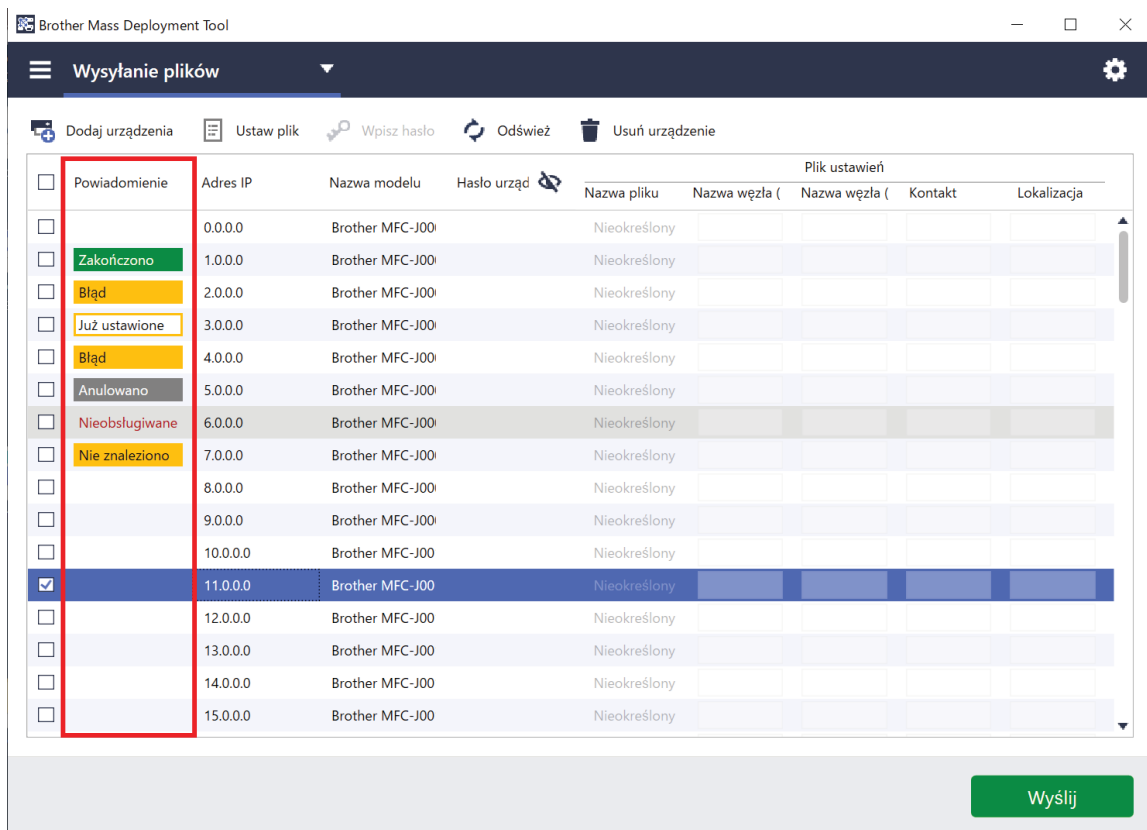 Brother Mass Deployment Tool
Wysyłanie plików
Dodaj urządzenia Ustaw plik Wpisz hasło Odśwież Usuń urządzenie
Plik ustawień
Powiadomienie Adres IP Nazwa modelu Hasło urząd
Nazwa pliku Nazwa węzła ( Nazwa węzła ( Kontakt Lokalizacja
0.0.0.0 Brother MFC-J00 Nieokreślony
Zakończono 1.0.0.0 Brother MFC-J00 Nieokreślony
Błąd 2.0.0.0 Brother MFC-J00 Nieokreślony
Już ustawione 3.0.0.0 Brother MFC-J00 Nieokreślony
Błąd 4.0.0.0 Brother MFC-J00 Nieokreślony
Anulowano 5.0.0.0 Brother MFC-J00 Nieokreślony
Nieobsługiwane 6.0.0.0 Brother MFC-J00 Nieokreślony
Nie znaleziono 7.0.0.0 Brother MFC-J00 Nieokreślony
8.0.0.0 Brother MFC-J00 Nieokreślony
9.0.0.0 Brother MFC-J00 Nieokreślony
10.0.0.0 Brother MFC-J00 Nieokreślony
11.0.0.0 Brother MFC-J00 Nieokreślony
12.0.0.0 Brother MFC-J00 Nieokreślony
13.0.0.0 Brother MFC-J00 Nieokreślony
14.0.0.0 Brother MFC-J00 Nieokreślony
15.0.0.0 Brother MFC-J00 Nieokreślony
Wyślij